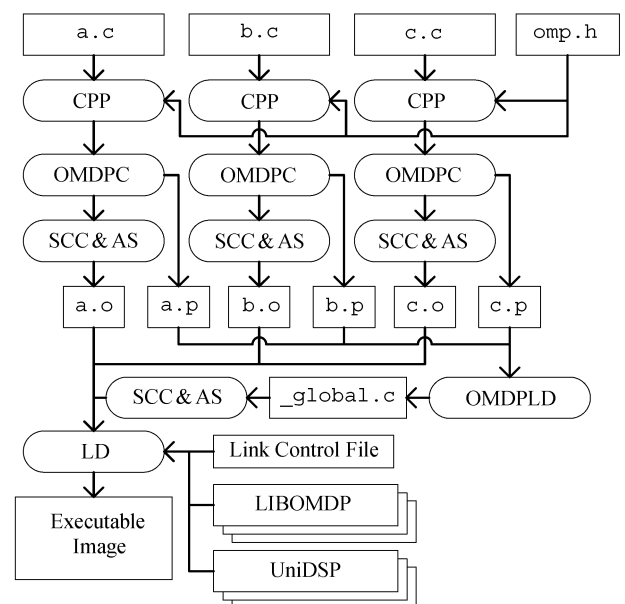 a.c
b.c
c.c
omp.h
CPP
CPP
CPP
OMDPC
OMDPC
OMDPC
SCC & AS
SCC & AS
SCC & AS
a.o
a.p
b.o
b.p
c.o
c.p
SCC & AS
_global.c
OMDPLD
LD
Link Control File
Executable
Image
LIBOMDP
UniDSP